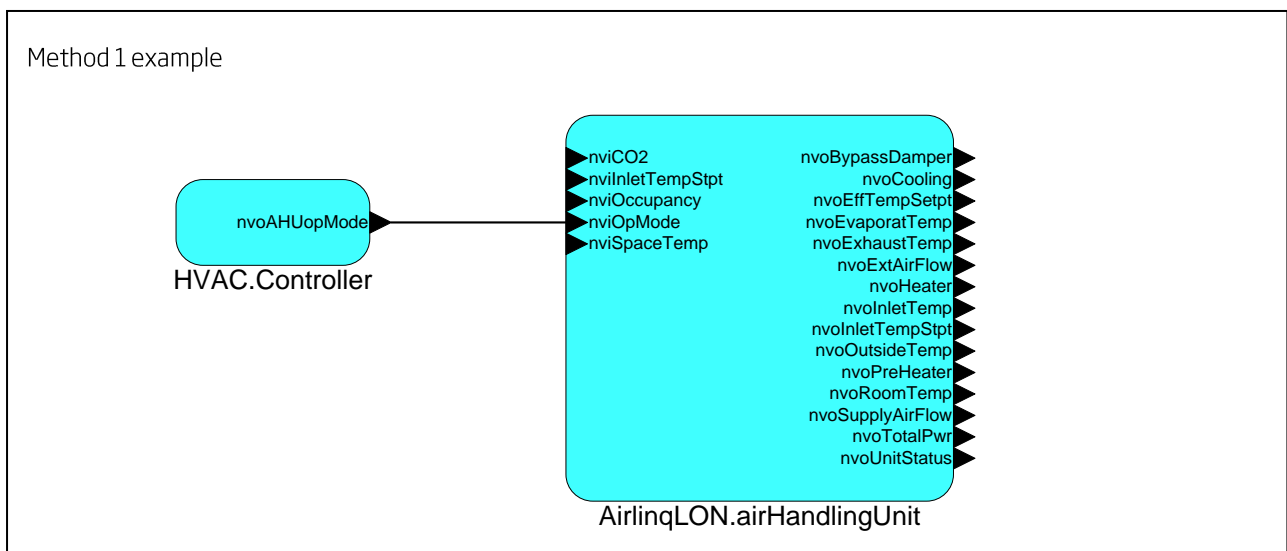 Method 1 example
nvoAHUopMode
HVAC.Controller
nviCO2
nviInletTempStpt
nviOccupancy
nviOpMode
nviSpaceTemp
nvoBypassDamper
nvoCooling
nvoEffTempSetpt
nvoEvaporatTemp
nvoExhaustTemp
nvoExtAirFlow
nvoHeater
nvoInletTemp
nvoInletTempStpt
nvoOutsideTemp
nvoPreHeater
nvoRoomTemp
nvoSupplyAirFlow
nvoTotalPwr
nvoUnitStatus
AirlinqLON.airHandlingUnit